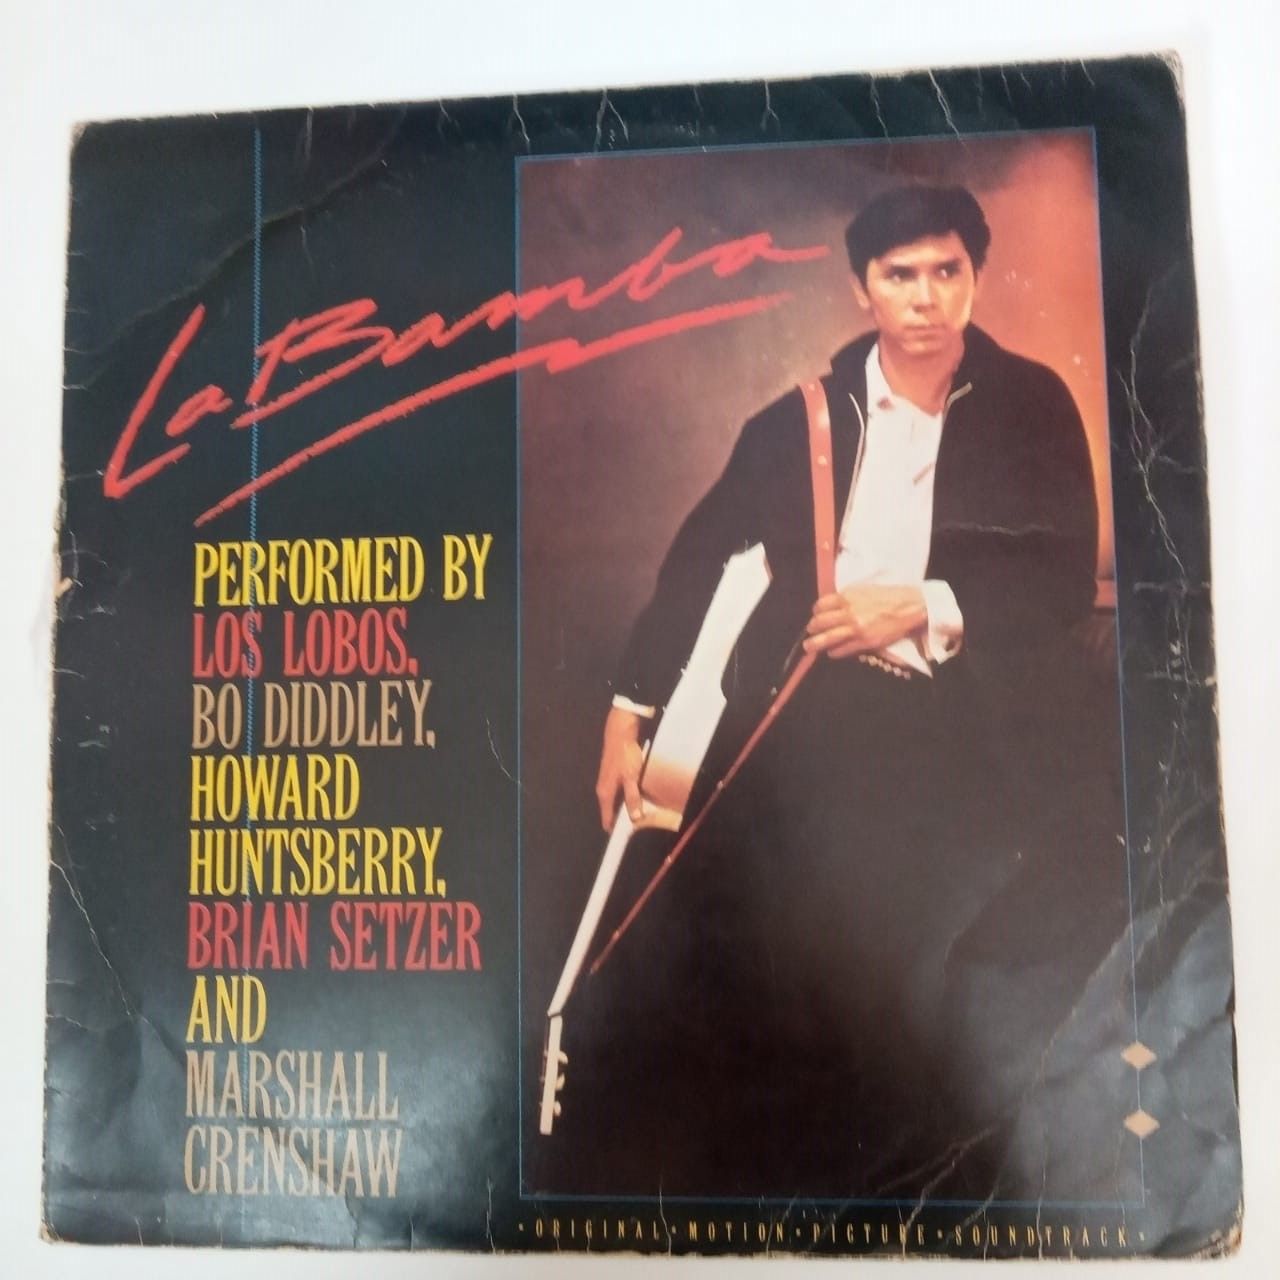 La Bamba
PERFORMED BY
LOS LOBOS,
BO DIDDLEY,
HOWARD
HUNTSBERRY,
BRIAN SETZER
AND
MARSHALL
CRENSHAW
• ORIGINAL • MOTION • PICTURE • SOUNDTRACK •